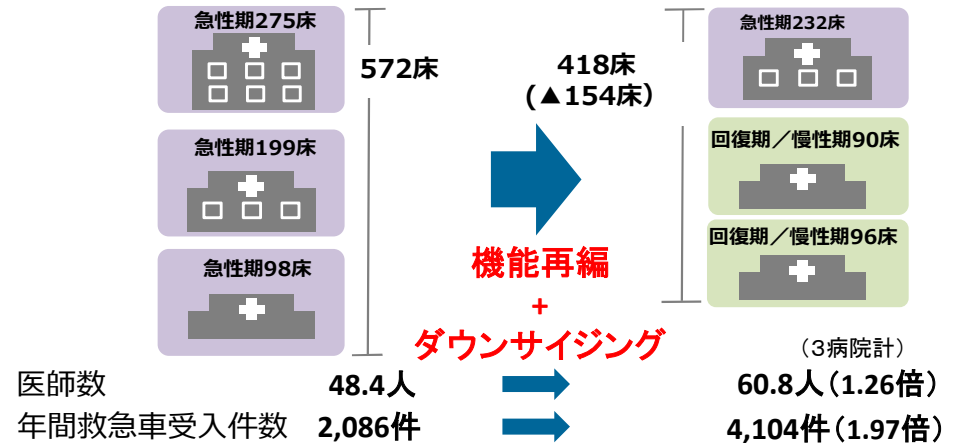 急性期275床
572床
急性期199床
急性期98床
418床
(▲154床)
機能再編
+
ダウンサイジング
急性期232床
回復期/慢性期90床
回復期/慢性期96床
(3病院計)
医師数 48.4人 60.8人(1.26倍)
年間救急車受入件数 2,086件 4,104件(1.97倍)